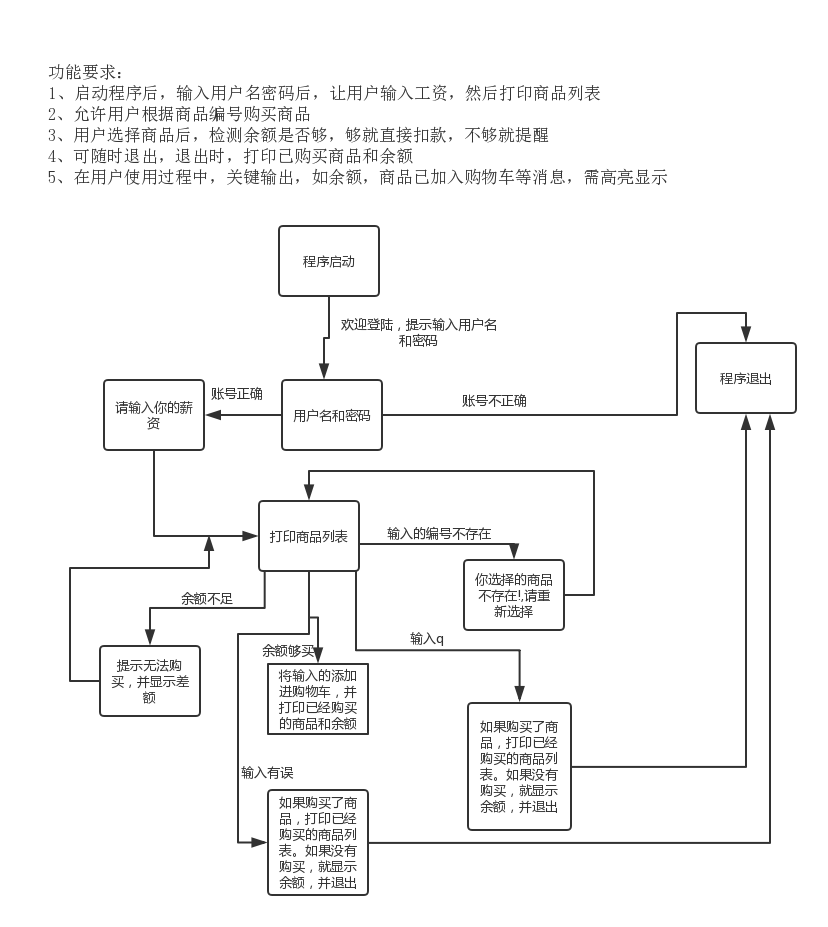 功能要求：
1、启动程序后，输入用户名密码后，让用户输入工资，然后打印商品列表
2、允许用户根据商品编号购买商品
3、用户选择商品后，检测余额是否够，够就直接扣款，不够就提醒
4、可随时退出，退出时，打印已购买商品和余额
5、在用户使用过程中，关键输出，如余额，商品已加入购物车等消息，需高亮显示
程序启动
欢迎登陆，提示输入用户名
和密码
程序退出
请输入你的薪
资
账号正确
用户名和密码
账号不正确
打印商品列表
输入的编号不存在
你选择的商品
不存在!,请重
新选择
余额不足
提示无法购
买，并显示差
额
余额够买
将输入的添加
进购物车，并
打印已经购买
的商品和余额
输入q
如果购买了商
品，打印已经
购买的商品列
表。如果没有
购买，就显示
余额，并退出
输入有误
如果购买了商
品，打印已经
购买的商品列
表。如果没有
购买，就显示
余额，并退出